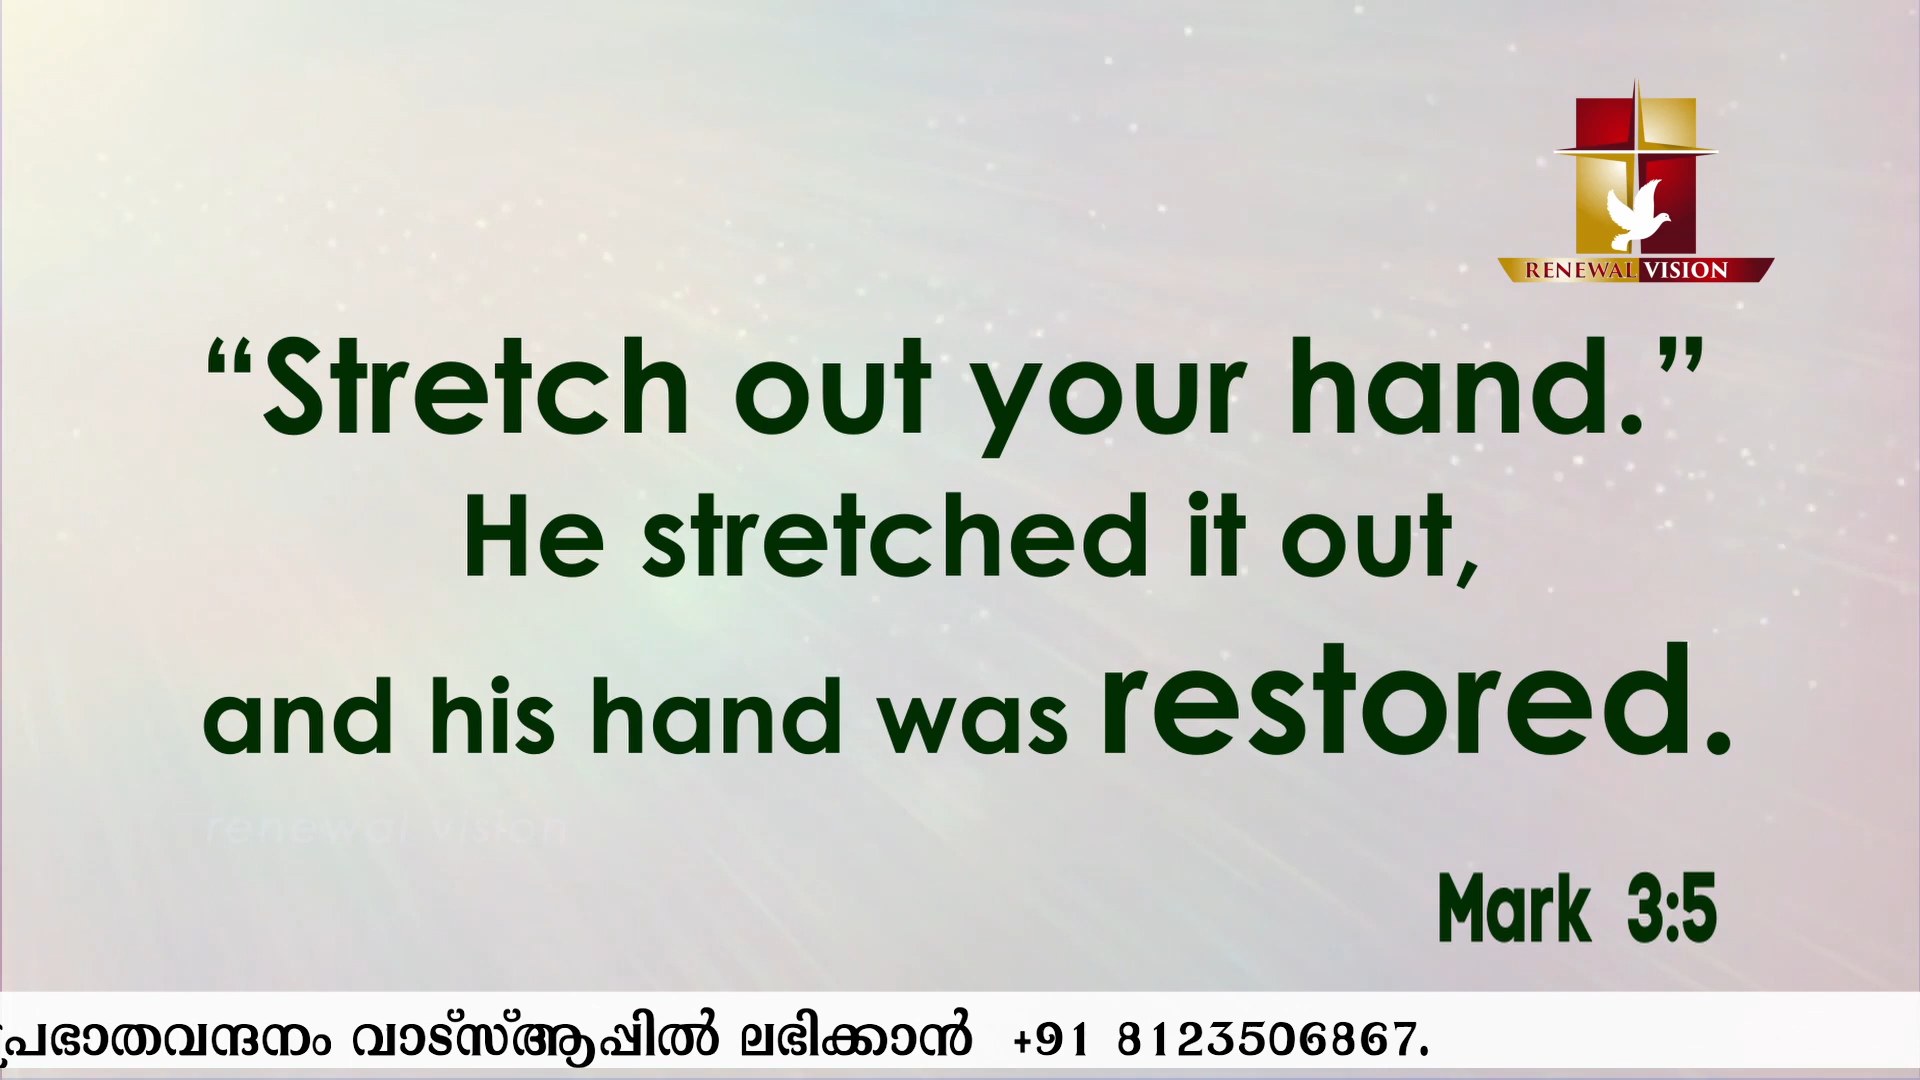 RENEWAL VISION
“Stretch out your hand.”
He stretched it out,
and his hand was restored.
renewal vision
Mark 3:5
പ്രഭാതവന്ദനം വാട്സ്ആപ്പിൽ ലഭിക്കാൻ +91 8123506867.